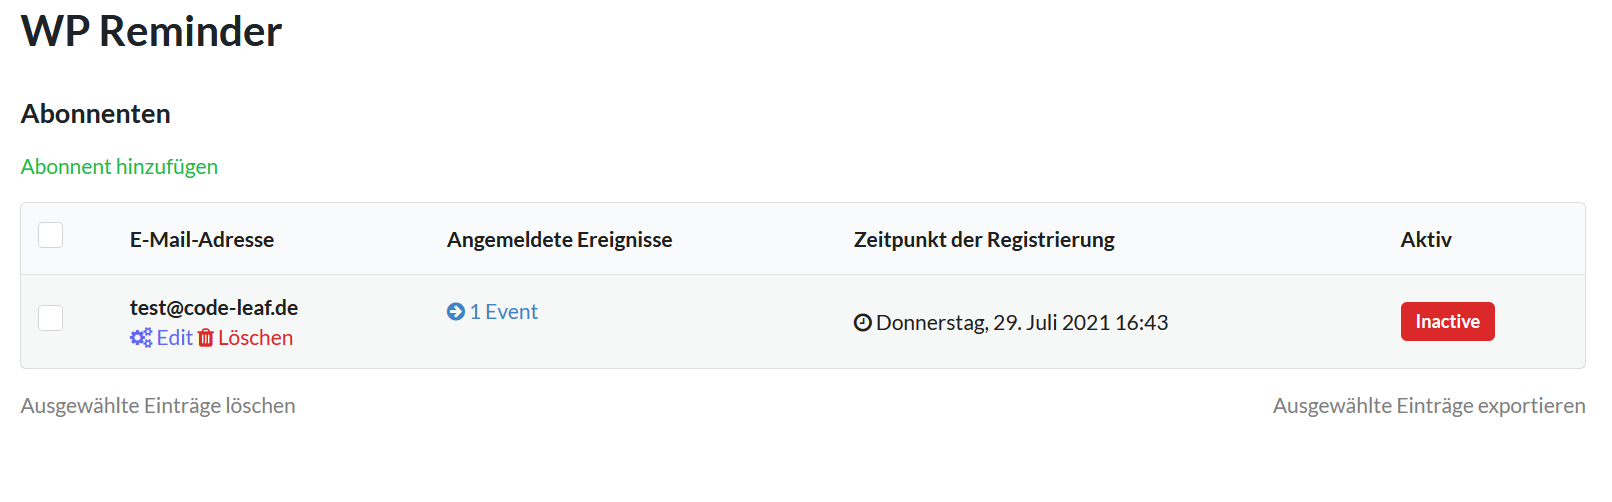 WP Reminder
Abonnenten
Abonnent hinzufügen
E-Mail-Adresse Angemeldete Ereignisse Zeitpunkt der Registrierung Aktiv
test@code-leaf.de
1 Event
Donnerstag, 29. Juli 2021 16:43
Inactive
Edit Löschen
Ausgewählte Einträge löschen Ausgewählte Einträge exportieren